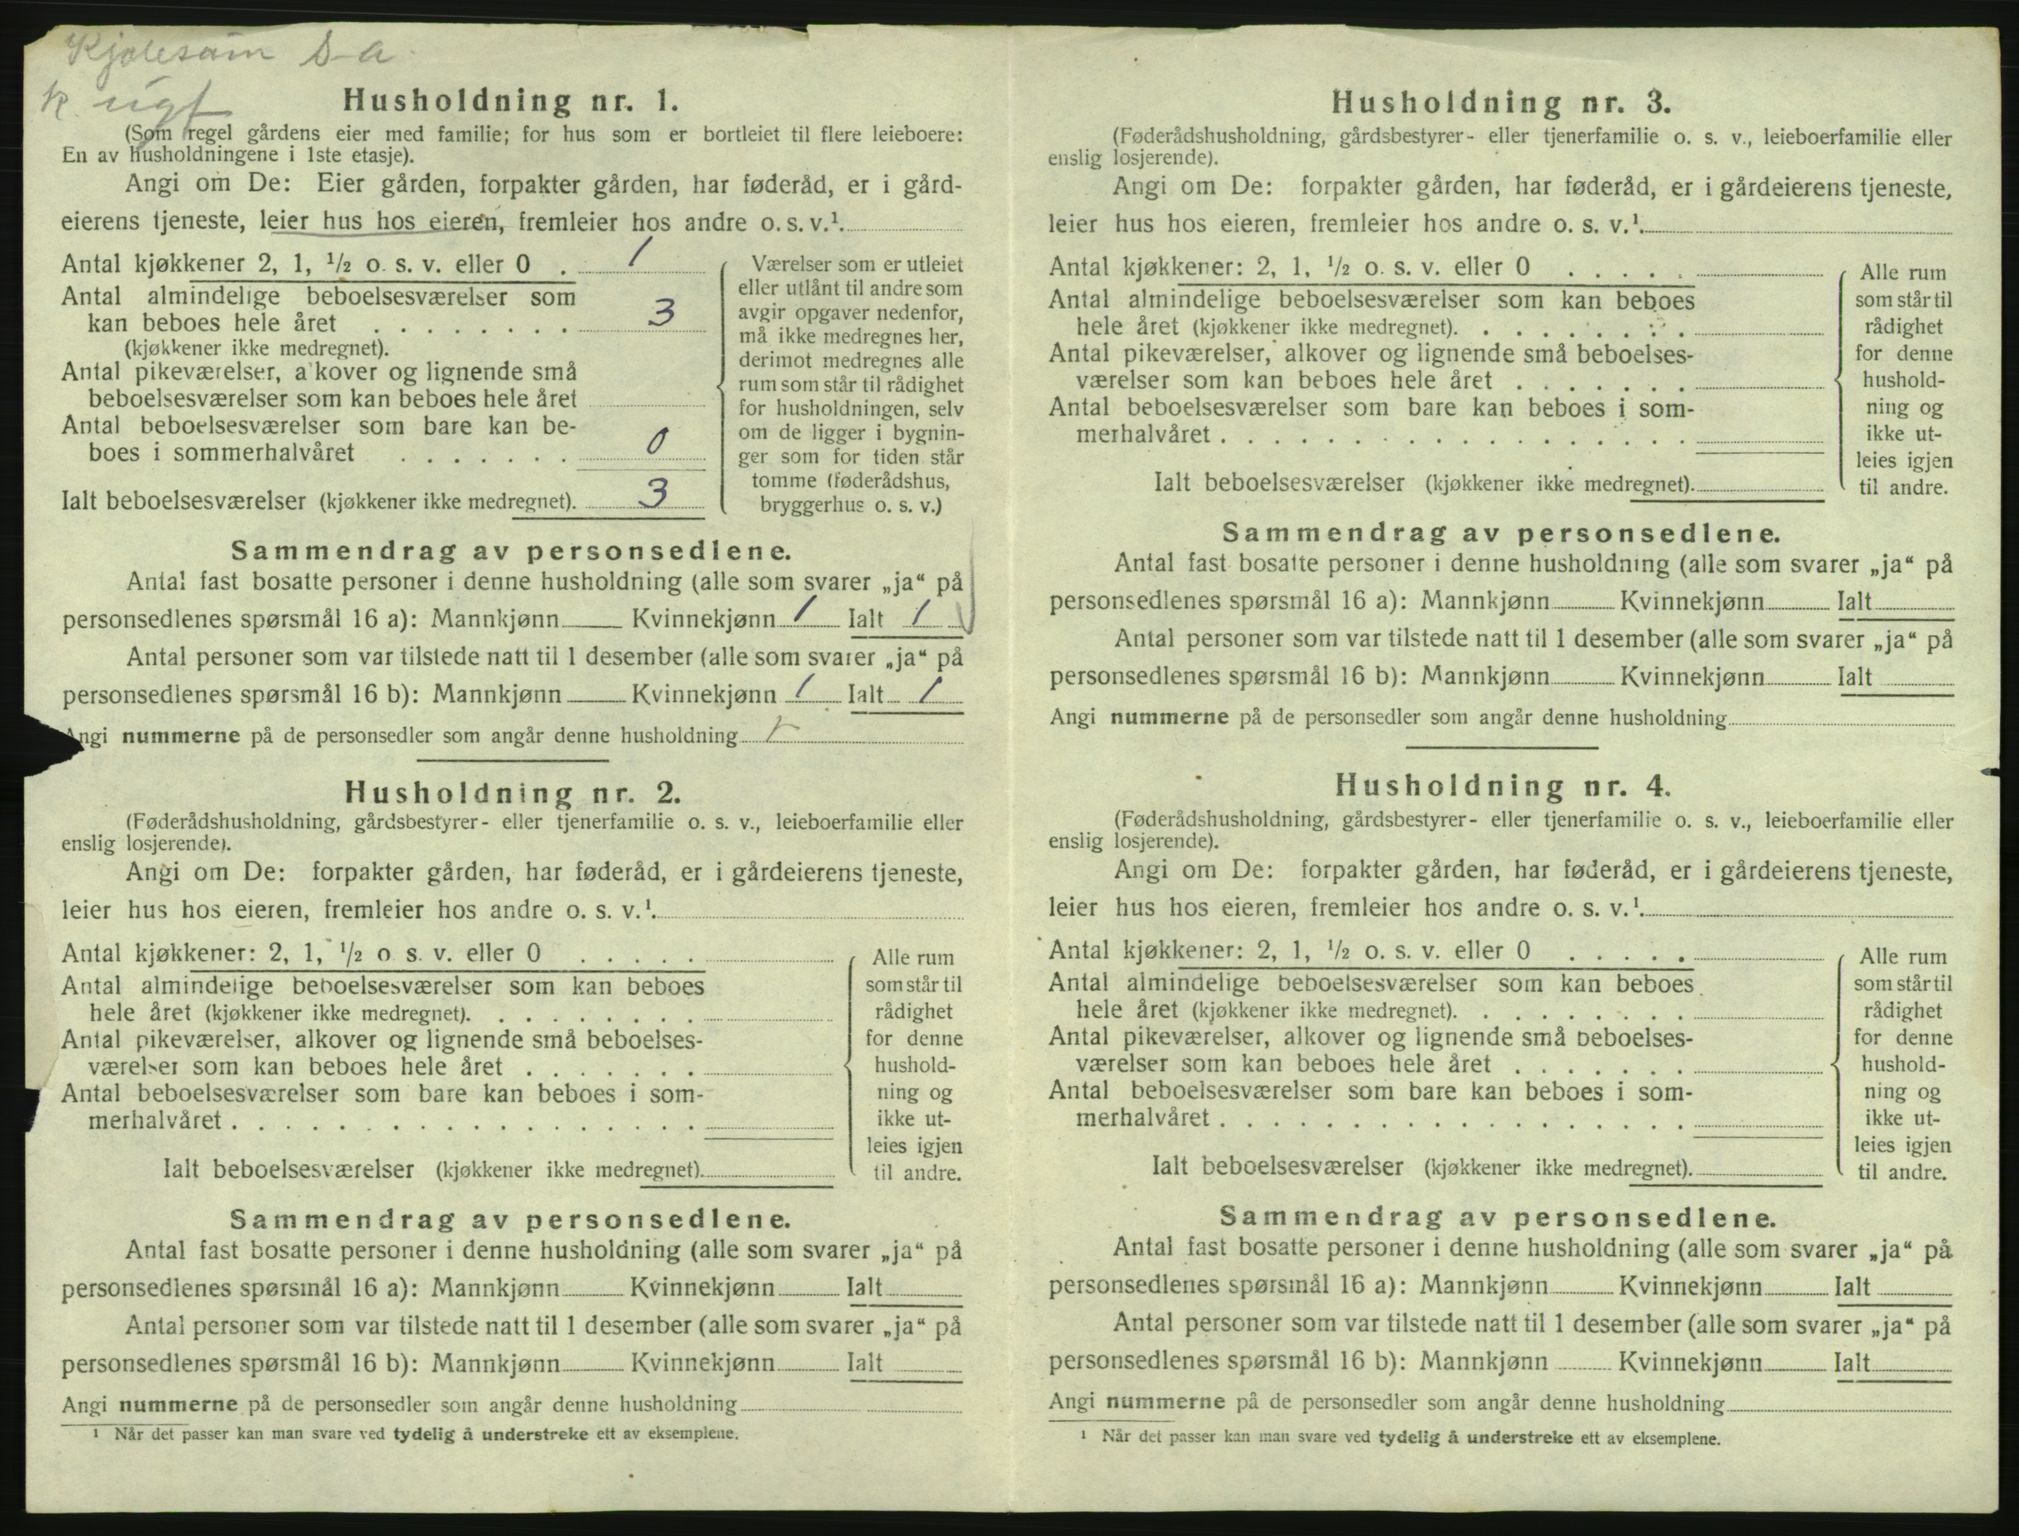 Kjolesøm S-a
k ugf
Husholdning nr. 1.
(Som regel gårdens eier med familie; for hus som er bortleiet til flere leieboere:
En av husholdningene i 1ste etasje).
Angi om De: Eier gården, forpakter gården, har føderåd, er i gård-
eierens tjeneste, leier hus hos eieren, fremleier hos andre o. s. v.¹.
Antal kjøkkener 2, 1, ½ o. s. v. eller 0 . 1
Antal almindelige beboelsesværelser som
kan beboes hele året . . . . . . . . 3
(kjøkkener ikke medregnet).
Antal pikeværelser, alkover og lignende små
beboelsesværelser som kan beboes hele året
Antal beboelsesværelser som bare kan be-
boes i sommerhalvåret . . . . . . . 0
Ialt beboelsesværelser (kjøkkener ikke medregnet). 3
Værelser som er utleiet
eller utlånt til andre som
avgir opgaver nedenfor,
må ikke medregnes her,
derimot medregnes alle
rum som står til rådighet
for husholdningen, selv
om de ligger i bygnin-
ger som for tiden står
tomme (føderådshus,
bryggerhus o. s. v.)
Sammendrag av personsedlene.
Antal fast bosatte personer i denne husholdning (alle som svarer „ja“ på
personsedlenes spørsmål 16 a): Mannkjønn Kvinnekjønn 1 Ialt 1
Antal personer som var tilstede natt til 1 desember (alle som svarer „ja“ på
personsedlenes spørsmål 16 b): Mannkjønn Kvinnekjønn 1 Ialt 1
Angi nummerne på de personsedler som angår denne husholdning
Husholdning nr. 2.
(Føderådshusholdning, gårdsbestyrer- eller tjenerfamilie o. s. v., leieboerfamilie eller
enslig losjerende).
Angi om De: forpakter gården, har føderåd, er i gårdeierens tjeneste,
leier hus hos eieren, fremleier hos andre o. s. v.¹.
Antal kjøkkener: 2, 1, ½ o s. v. eller 0 . . . . .
Antal almindelige beboelsesværelser som kan beboes
hele året (kjøkkener ikke medregnet). . . . . . . . .
Antal pikeværelser, alkover og lignende små beboelses-
værelser som kan beboes hele året . . . . . . .
Antal beboelsesværelser som bare kan beboes i som-
merhalvåret . . . . . . . . . . . . . . . . . .
Ialt beboelsesværelser (kjøkkener ikke medregnet).
Alle rum
som står til
rådighet
for denne
hushold-
ning og
ikke ut-
leies igjen
til andre.
Sammendrag av personsedlene.
Antal fast bosatte personer i denne husholdning (alle som svarer „ja“ på
personsedlenes spørsmål 16 a): Mannkjønn Kvinnekjønn Ialt
Antal personer som var tilstede natt til 1 desember (alle som svarer „ja“ på
personsedlenes spørsmål 16 b): Mannkjønn Kvinnekjønn Ialt
Angi nummerne på de personsedler som angår denne husholdning
¹ Når det passer kan man svare ved tydelig å understreke ett av eksemplene.
Husholdning nr. 3.
(Føderådshusholdning, gårdsbestyrer- eller tjenerfamilie o. s. v., leieboerfamilie eller
enslig losjerende).
Angi om De: forpakter gården, har føderåd, er i gårdeierens tjeneste,
leier hus hos eieren, fremleier hos andre o. s. v.¹.
Antal kjøkkener: 2, 1, ½ o. s. v. eller 0 . . . . .
Antal almindelige beboelsesværelser som kan beboes
hele året (kjøkkener ikke medregnet). . . . . . . . .
Antal pikeværelser, alkover og lignende små beboelses-
værelser som kan beboes hele året . . . . . . .
Antal beboelsesværelser som bare kan beboes i som-
merhalvåret . . . . . . . . . . . . . . . . . .
Ialt beboelsesværelser (kjøkkener ikke medregnet).
Alle rum
som står til
rådighet
for denne
hushold-
ning og
ikke ut-
leies igjen
til andre.
Sammendrag av personsedlene.
Antal fast bosatte personer i denne husholdning (alle som svarer „ja“ på
personsedlenes spørsmål 16 a): Mannkjønn Kvinnekjønn Ialt
Antal personer som var tilstede natt til 1 desember (alle som svarer „ja“ på
personsedlenes spørsmål 16 b): Mannkjønn Kvinnekjønn Ialt
Angi nummerne på de personsedler som angår denne husholdning
Husholdning nr. 4.
(Føderådshusholdning, gårdsbestyrer- eller tjenerfamilie o. s. v., leieboerfamilie eller
enslig losjerende).
Angi om De: forpakter gården, har føderåd, er i gårdeierens tjeneste,
leier hus hos eieren, fremleier hos andre o. s. v.¹.
Antal kjøkkener: 2, 1, ½ o. s. v. eller 0 . . . . .
Antal almindelige beboelsesværelser som kan beboes
hele året (kjøkkener ikke medregnet). . . . . . . . .
Antal pikeværelser, alkover og lignende små beboelses-
værelser som kan beboes hele året . . . . . . .
Antal beboelsesværelser som bare kan beboes i som-
merhalvåret . . . . . . . . . . . . . . . . . .
Ialt beboelsesværelser (kjøkkener ikke medregnet).
Alle rum
som står til
rådighet
for denne
hushold-
ning og
ikke ut-
leies igjen
til andre.
Sammendrag av personsedlene.
Antal fast bosatte personer i denne husholdning (alle som svarer „ja“ på
personsedlenes spørsmål 16 a): Mannkjønn Kvinnekjønn Ialt
Antal personer som var tilstede natt til 1 desember (alle som svarer „ja“ på
personsedlenes spørsmål 16 b): Mannkjønn Kvinnekjønn Ialt
Angi nummerne på de personsedler som angår denne husholdning
¹ Når det passer kan man svare ved tydelig å understreke ett av eksemplene.